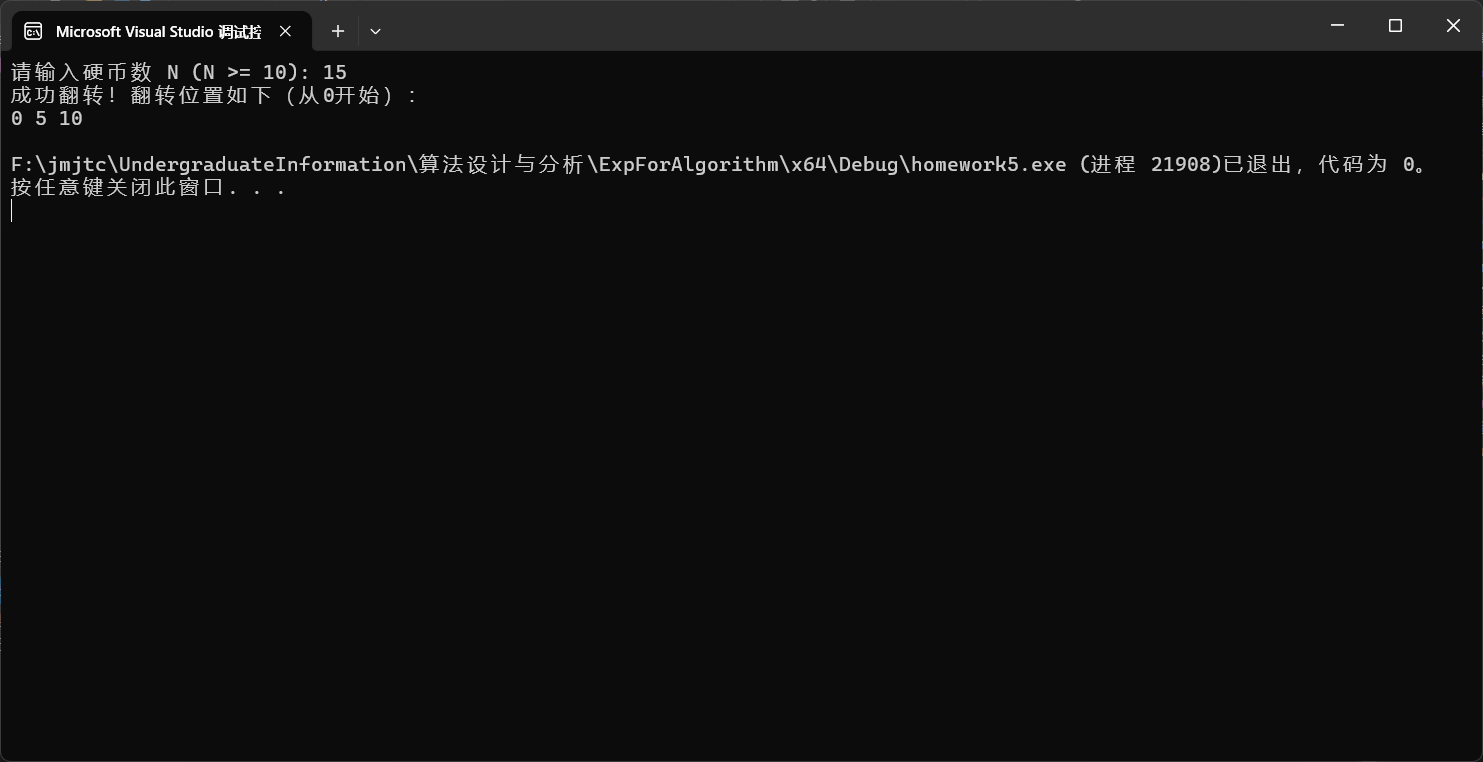 Microsoft Visual Studio 调试控
请输入硬币数 N (N >= 10): 15
成功翻转！翻转位置如下（从0开始）：
0 5 10
F:\jmjtc\UndergraduateInformation\算法设计与分析\ExpForAlgorithm\x64\Debug\homework5.exe (进程 21908)已退出，代码为 0。
按任意键关闭此窗口. . .